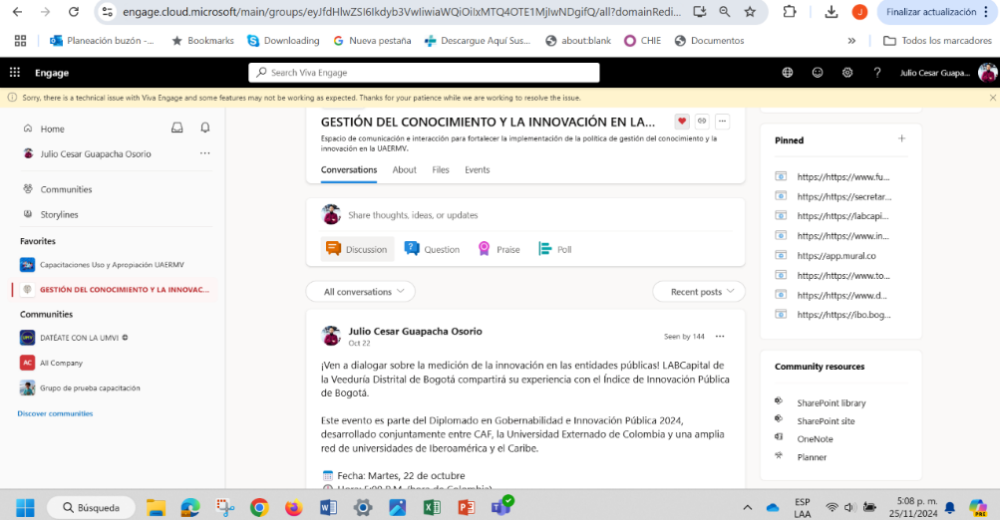 engage.cloud.microsoft/main/groups/eyJfdHlwZSI6Ikdyb3VwIiwiaWQiOiIxMTQ4OTE1MjIwNDgifQ/all?domainRedi...
Finalizar actualización
Planeación buzón -...
Bookmarks
Downloading
Nueva pestaña
Descargue Aquí Sus...
about:blank
CHIE
Documentos
»
Todos los marcadores
Engage
Search Viva Engage
Julio Cesar Guapa...
Sorry, there is a technical issue with Viva Engage and some features may not be working as expected. Thanks for your patience while we are working to resolve the issue.
Home
Julio Cesar Guapacha Osorio
Communities
Storylines
Favorites
Capacitaciones Uso y Apropiación UAERMV
GESTIÓN DEL CONOCIMIENTO Y LA INNOVAC...
Communities
DATÉATE CON LA UMVI
AC All Company
Grupo de prueba capacitación
Discover communities
GESTIÓN DEL CONOCIMIENTO Y LA INNOVACIÓN EN LA...
Espacio de comunicación e interacción para fortalecer la implementación de la política de gestión del conocimiento y la
innovación en la UAERMV.
Conversations About Files Events
Share thoughts, ideas, or updates
Discussion Question Praise Poll
All conversations
Recent posts
Julio Cesar Guapacha Osorio
Oct 22
Seen by 144
¡Ven a dialogar sobre la medición de la innovación en las entidades públicas! LABCapital de
la Veeduría Distrital de Bogotá compartirá su experiencia con el Índice de Innovación Pública
de Bogotá.
Este evento es parte del Diplomado en Gobernabilidad e Innovación Pública 2024,
desarrollado conjuntamente entre CAF, la Universidad Externado de Colombia y una amplia
red de universidades de Iberoamérica y el Caribe.
Fecha: Martes, 22 de octubre
Hora: 5:00 P.M. (hora de Colombia)
Pinned
https://https://www.fu...
https://https://secretar...
https://https://labcapi...
https://https://www.in...
https://app.mural.co
https://https://www.to...
https://https://www.d...
https://https://ibo.bog...
Community resources
SharePoint library
SharePoint site
OneNote
Planner
Búsqueda
ESP
LAA
5:08 p. m.
25/11/2024